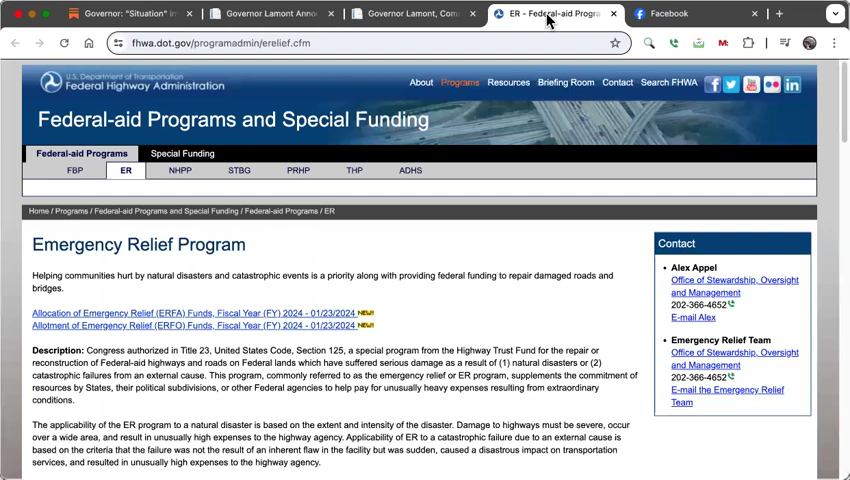 Governor: "Situation" in
Governor Lamont Anno
Governor Lamont, Com
ER - Federal-aid Progra
Facebook
fhwa.dot.gov/programadmin/erelief.cfm
U.S. Department of Transportation
Federal Highway Administration
About Programs Resources Briefing Room Contact Search FHWA
Federal-aid Programs and Special Funding
Federal-aid Programs Special Funding
FBP ER NHPP STBG PRHP THP ADHS
Home / Programs / Federal-aid Programs and Special Funding / Federal-aid Programs / ER
Emergency Relief Program
Helping communities hurt by natural disasters and catastrophic events is a priority along with providing federal funding to repair damaged roads and
bridges.
Allocation of Emergency Relief (ERFA) Funds, Fiscal Year (FY) 2024 - 01/23/2024 NEW!
Allotment of Emergency Relief (ERFO) Funds, Fiscal Year (FY) 2024 - 01/23/2024 NEW!
Description: Congress authorized in Title 23, United States Code, Section 125, a special program from the Highway Trust Fund for the repair or
reconstruction of Federal-aid highways and roads on Federal lands which have suffered serious damage as a result of (1) natural disasters or (2)
catastrophic failures from an external cause. This program, commonly referred to as the emergency relief or ER program, supplements the commitment of
resources by States, their political subdivisions, or other Federal agencies to help pay for unusually heavy expenses resulting from extraordinary
conditions.
The applicability of the ER program to a natural disaster is based on the extent and intensity of the disaster. Damage to highways must be severe, occur
over a wide area, and result in unusually high expenses to the highway agency. Applicability of ER to a catastrophic failure due to an external cause is
based on the criteria that the failure was not the result of an inherent flaw in the facility but was sudden, caused a disastrous impact on transportation
services, and resulted in unusually high expenses to the highway agency.
Contact
Alex Appel
Office of Stewardship, Oversight
and Management
202-366-4652
E-mail Alex
Emergency Relief Team
Office of Stewardship, Oversight
and Management
202-366-4652
E-mail the Emergency Relief
Team